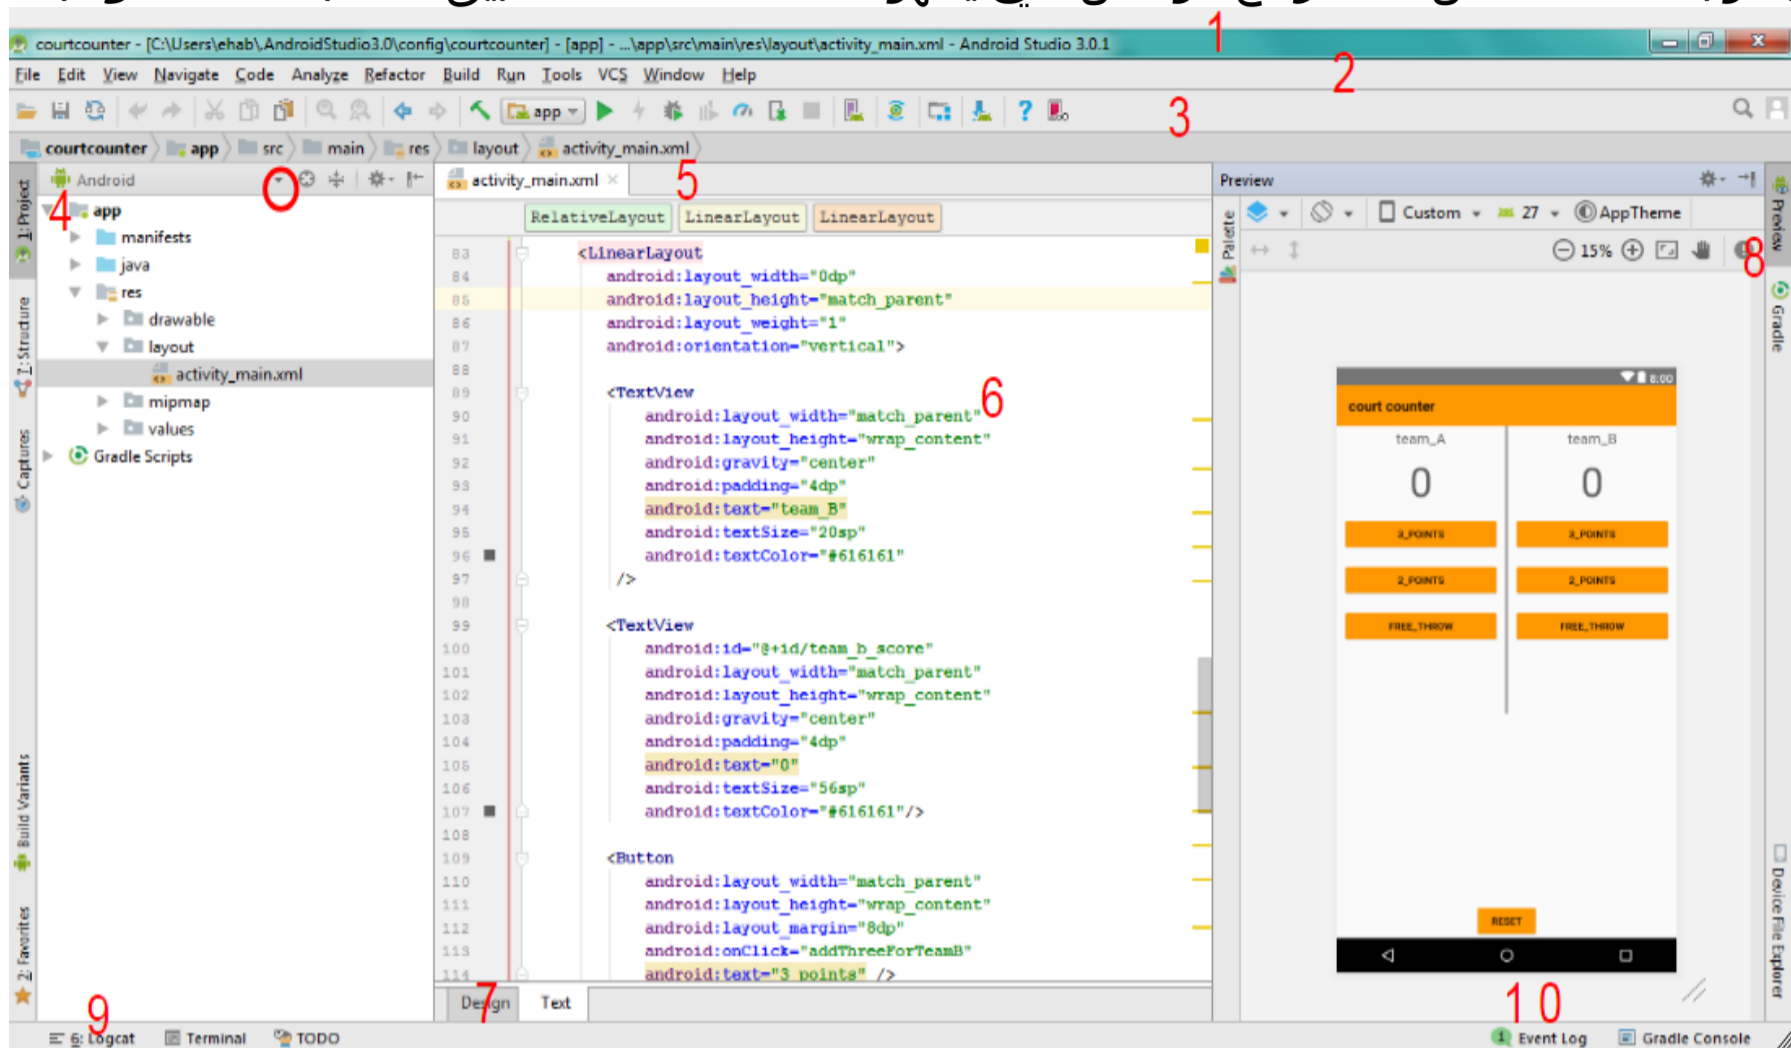 1
courtcounter - [C:\Users\ehab\.AndroidStudio3.0\config\courtcounter] - [app] - ...\app\src\main\res\layout\activity_main.xml - Android Studio 3.0.1
File Edit View Navigate Code Analyze Refactor Build Run Tools VCS Window Help
2
app
3
courtcounter app src main res layout activity_main.xml
1: Project
7: Structure
Captures
Build Variants
2: Favorites
Android
4
app
manifests
java
res
drawable
layout
activity_main.xml
mipmap
values
Gradle Scripts
activity_main.xml
5
RelativeLayout LinearLayout LinearLayout
83 <LinearLayout
84 android:layout_width="0dp"
85 android:layout_height="match_parent"
86 android:layout_weight="1"
87 android:orientation="vertical">
88
89 <TextView
6
90 android:layout_width="match_parent"
91 android:layout_height="wrap_content"
92 android:gravity="center"
93 android:padding="4dp"
94 android:text="team_B"
95 android:textSize="20sp"
96 android:textColor="#616161"
97 />
98
99 <TextView
100 android:id="@+id/team_b_score"
101 android:layout_width="match_parent"
102 android:layout_height="wrap_content"
103 android:gravity="center"
104 android:padding="4dp"
105 android:text="0"
106 android:textSize="56sp"
107 android:textColor="#616161"/>
108
109 <Button
110 android:layout_width="match_parent"
111 android:layout_height="wrap_content"
112 android:layout_margin="8dp"
113 android:onClick="addThreeForTeamB"
114 android:text="3 points" />
Design Text
7
Preview
Palette
Custom 27 AppTheme
15%
8
8:00
court counter
team_A team_B
0 0
3_POINTS 3_POINTS
2_POINTS 2_POINTS
FREE_THROW FREE_THROW
RESET
Preview
Gradle
Device File Explorer
9
10
6: Logcat Terminal TODO
1 Event Log Gradle Console